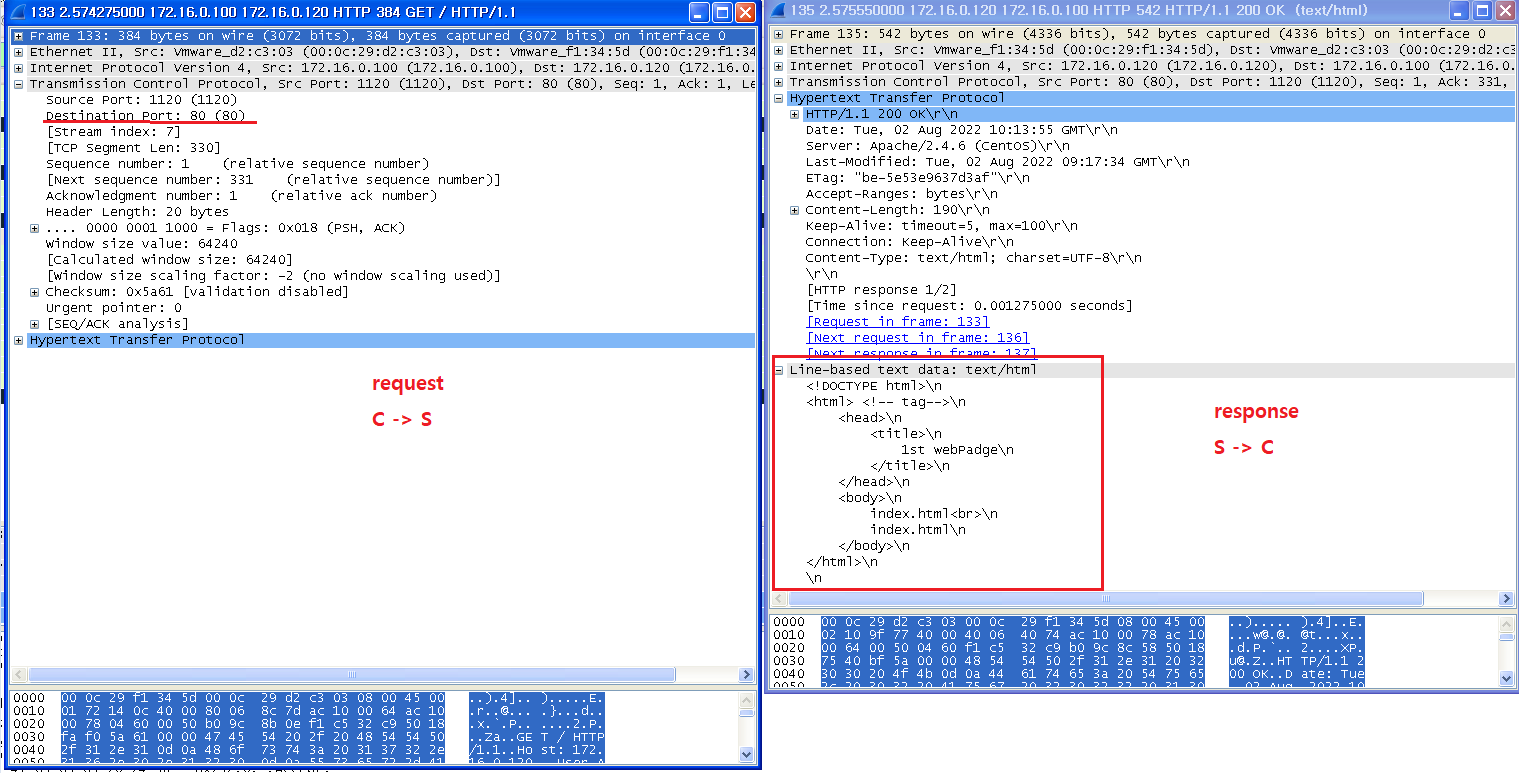 133 2.574275000 172.16.0.100 172.16.0.120 HTTP 384 GET / HTTP/1.1
Frame 133: 384 bytes on wire (3072 bits), 384 bytes captured (3072 bits) on interface 0
Ethernet II, Src: Vmware_d2:c3:03 (00:0c:29:d2:c3:03), Dst: Vmware_f1:34:5d (00:0c:29:f1:34
Internet Protocol Version 4, Src: 172.16.0.100 (172.16.0.100), Dst: 172.16.0.120 (172.16.0.
Transmission Control Protocol, Src Port: 1120 (1120), Dst Port: 80 (80), Seq: 1, Ack: 1, Le
Source Port: 1120 (1120)
Destination Port: 80 (80)
[Stream index: 7]
[TCP Segment Len: 330]
Sequence number: 1    (relative sequence number)
[Next sequence number: 331    (relative sequence number)]
Acknowledgment number: 1    (relative ack number)
Header Length: 20 bytes
.... 0000 0001 1000 = Flags: 0x018 (PSH, ACK)
Window size value: 64240
[Calculated window size: 64240]
[Window size scaling factor: -2 (no window scaling used)]
Checksum: 0x5a61 [validation disabled]
Urgent pointer: 0
[SEQ/ACK analysis]
Hypertext Transfer Protocol
request
C -> S
0000 00 0c 29 f1 34 5d 00 0c 29 d2 c3 03 08 00 45 00 ..).4].. ).....E.
0010 01 72 14 0c 40 00 80 06 8c 7d ac 10 00 64 ac 10 .r..@... .}...d..
0020 00 78 04 60 00 50 b0 9c 8b 0e f1 c5 32 c9 50 18 .x.`.P.. ....2.P.
0030 fa f0 5a 61 00 00 47 45 54 20 2f 20 48 54 54 50 ..Za..GE T / HTTP
0040 2f 31 2e 31 0d 0a 48 6f 73 74 3a 20 31 37 32 2e /1.1..Ho st: 172.
135 2.575550000 172.16.0.120 172.16.0.100 HTTP 542 HTTP/1.1 200 OK (text/html)
Frame 135: 542 bytes on wire (4336 bits), 542 bytes captured (4336 bits) on interface 0
Ethernet II, Src: Vmware_f1:34:5d (00:0c:29:f1:34:5d), Dst: Vmware_d2:c3:03 (00:0c:29:d2:c3
Internet Protocol Version 4, Src: 172.16.0.120 (172.16.0.120), Dst: 172.16.0.100 (172.16.0.
Transmission Control Protocol, Src Port: 80 (80), Dst Port: 1120 (1120), Seq: 1, Ack: 331,
Hypertext Transfer Protocol
HTTP/1.1 200 OK\r\n
Date: Tue, 02 Aug 2022 10:13:55 GMT\r\n
Server: Apache/2.4.6 (CentOS)\r\n
Last-Modified: Tue, 02 Aug 2022 09:17:34 GMT\r\n
ETag: "be-5e53e9637d3af"\r\n
Accept-Ranges: bytes\r\n
Content-Length: 190\r\n
Keep-Alive: timeout=5, max=100\r\n
Connection: Keep-Alive\r\n
Content-Type: text/html; charset=UTF-8\r\n
\r\n
[HTTP response 1/2]
[Time since request: 0.001275000 seconds]
[Request in frame: 133]
[Next request in frame: 136]
[Next response in frame: 137]
Line-based text data: text/html
<!DOCTYPE html>\n
<html> <!-- tag-->\n
<head>\n
<title>\n
1st webPadge\n
</title>\n
</head>\n
<body>\n
index.html<br>\n
index.html\n
</body>\n
</html>\n
\n
response
S -> C
0000 00 0c 29 d2 c3 03 00 0c 29 f1 34 5d 08 00 45 00 ..)..... ).4]..E.
0010 02 10 9f 77 40 00 40 06 40 74 ac 10 00 78 ac 10 ...w@.@. @t...x..
0020 00 64 00 50 04 60 f1 c5 32 c9 b0 9c 8c 58 50 18 .d.P.`.. 2....XP.
0030 75 40 bf 5a 00 00 48 54 54 50 2f 31 2e 31 20 32 u@.Z..HT TP/1.1 2
0040 30 30 20 4f 4b 0d 0a 44 61 74 65 3a 20 54 75 65 00 OK..D ate: Tue